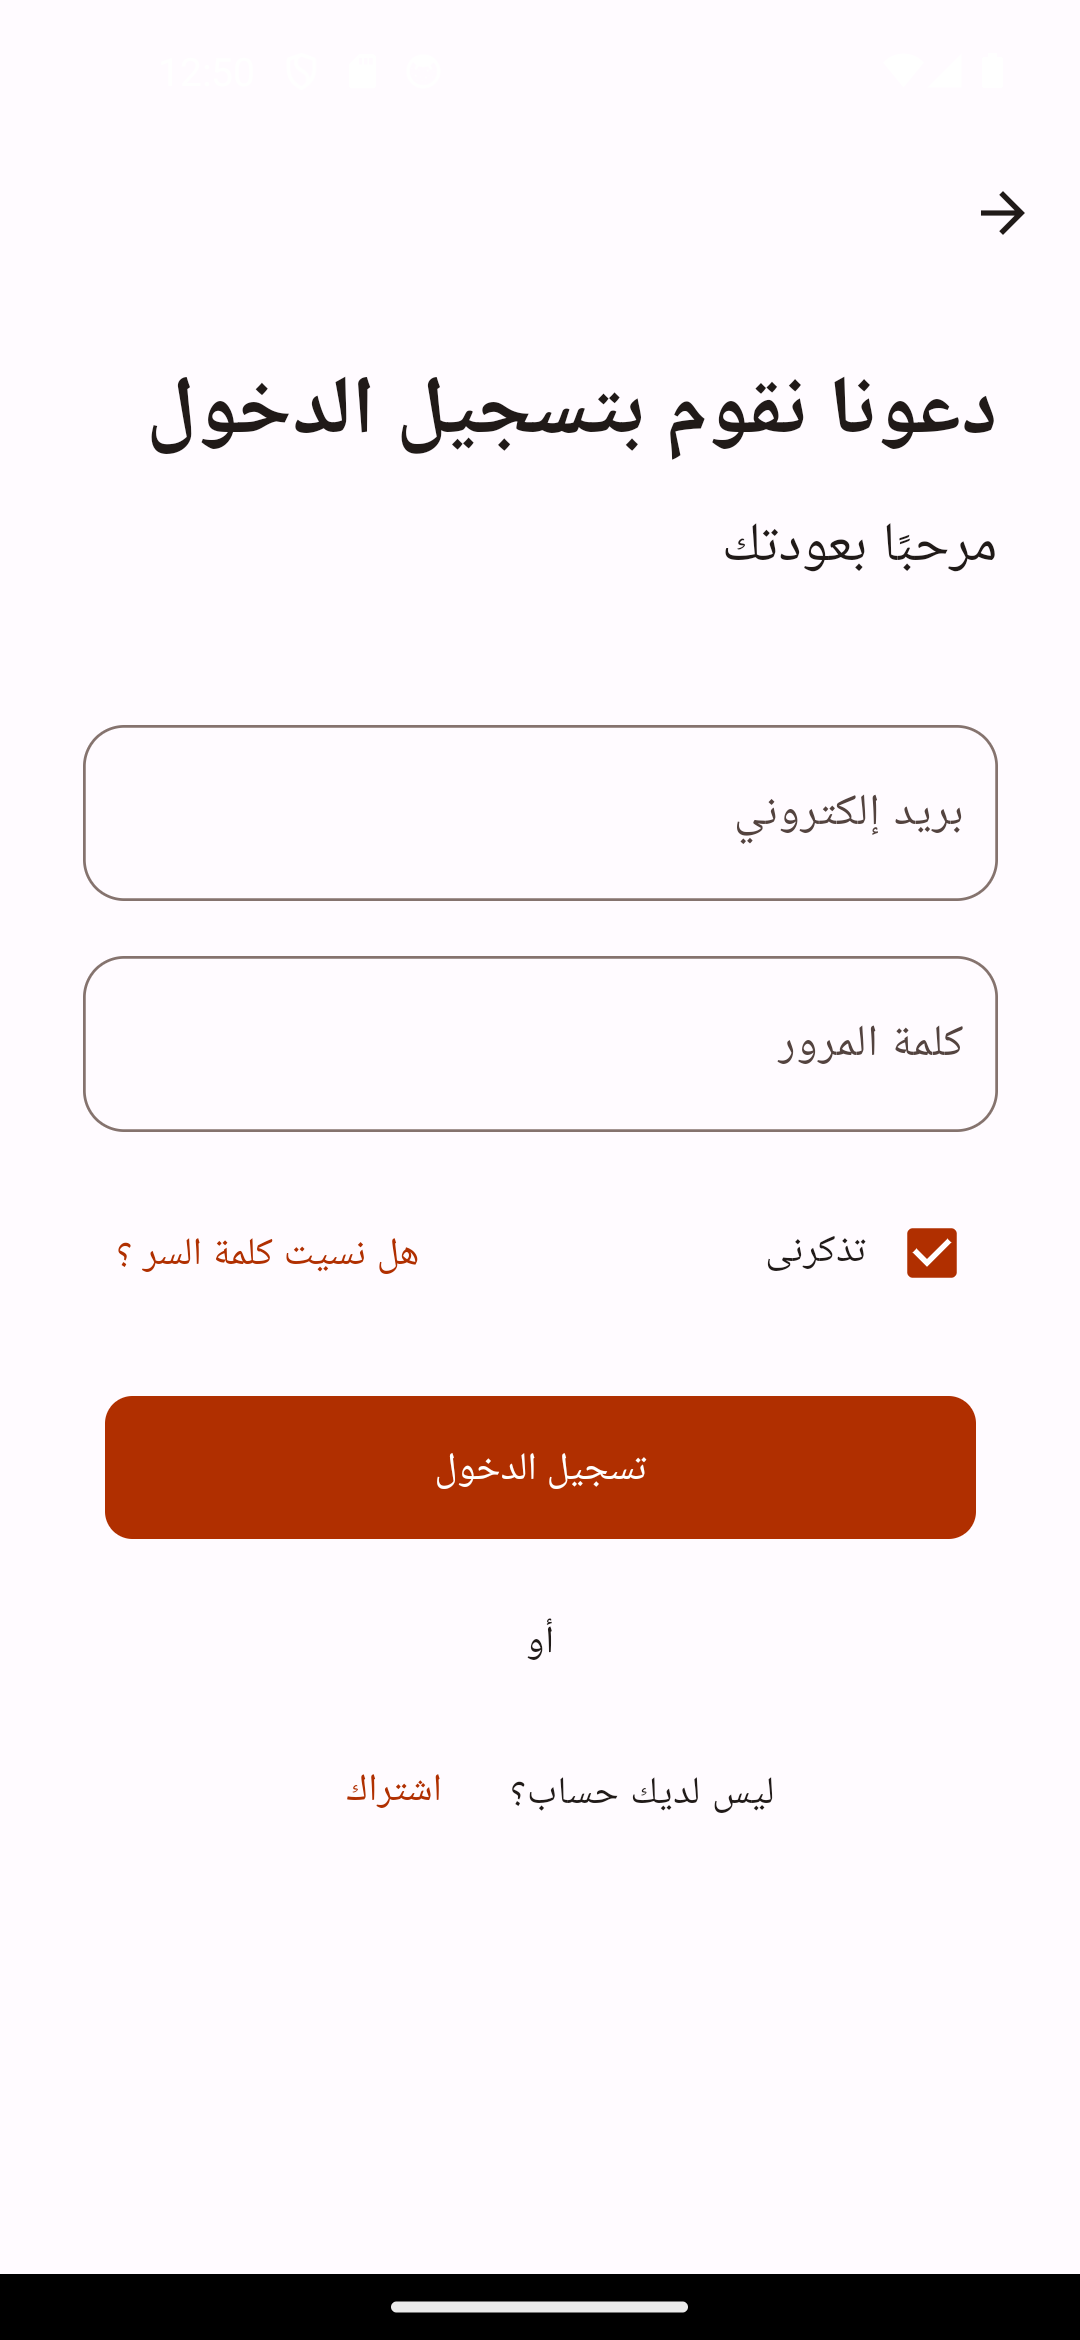 دعونا نقوم بتسجيل الدخول
مرحبًا بعودتك
بريد إلكتروني
كلمة المرور
تذكرنى
هل نسيت كلمة السر ؟
تسجيل الدخول
أو
ليس لديك حساب؟ اشتراك